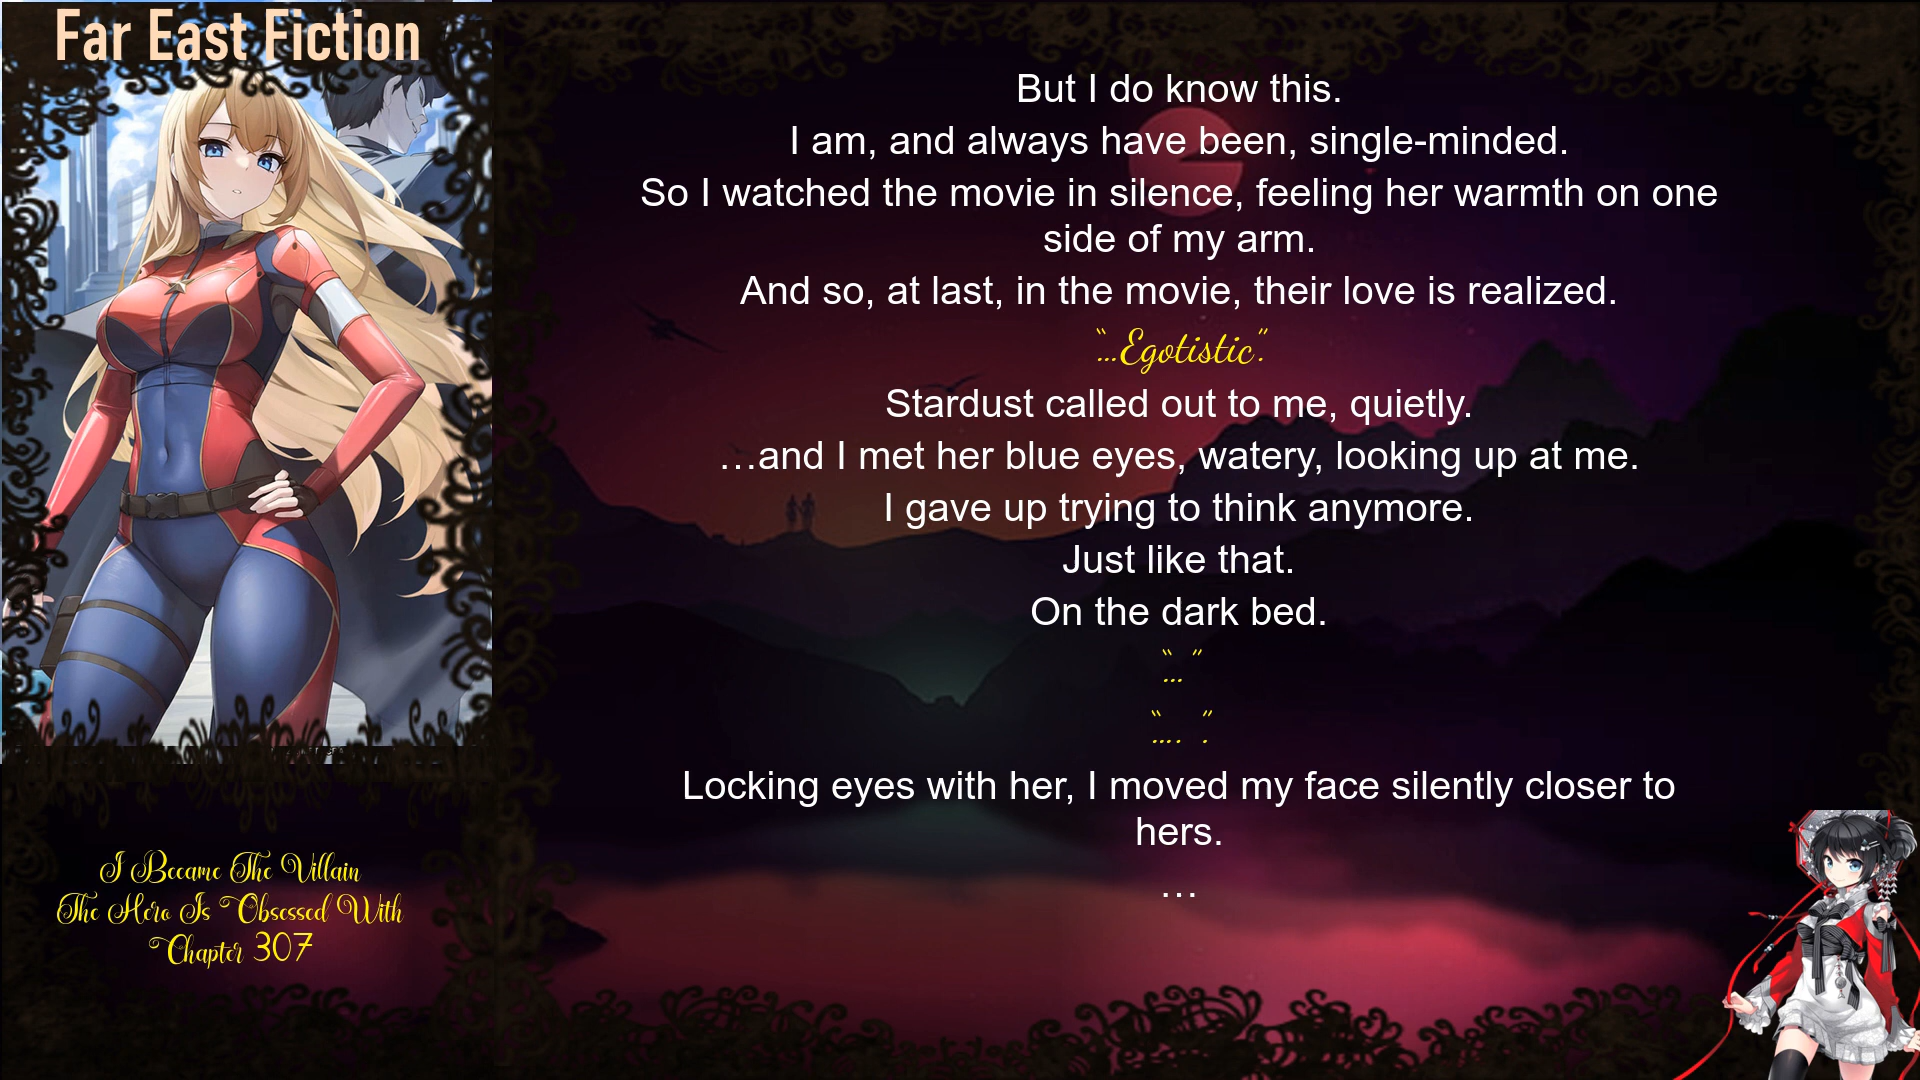 Far East Fiction
But I do know this.
I am, and always have been, single-minded.
So I watched the movie in silence, feeling her warmth on one
side of my arm.
And so, at last, in the movie, their love is realized.
“…Egotistic.”
Stardust called out to me, quietly.
…and I met her blue eyes, watery, looking up at me.
I gave up trying to think anymore.
Just like that.
On the dark bed.
“… ”
“…. .”
Locking eyes with her, I moved my face silently closer to
hers.
…
I Became The Villain
The Hero Is Obsessed With
Chapter 307